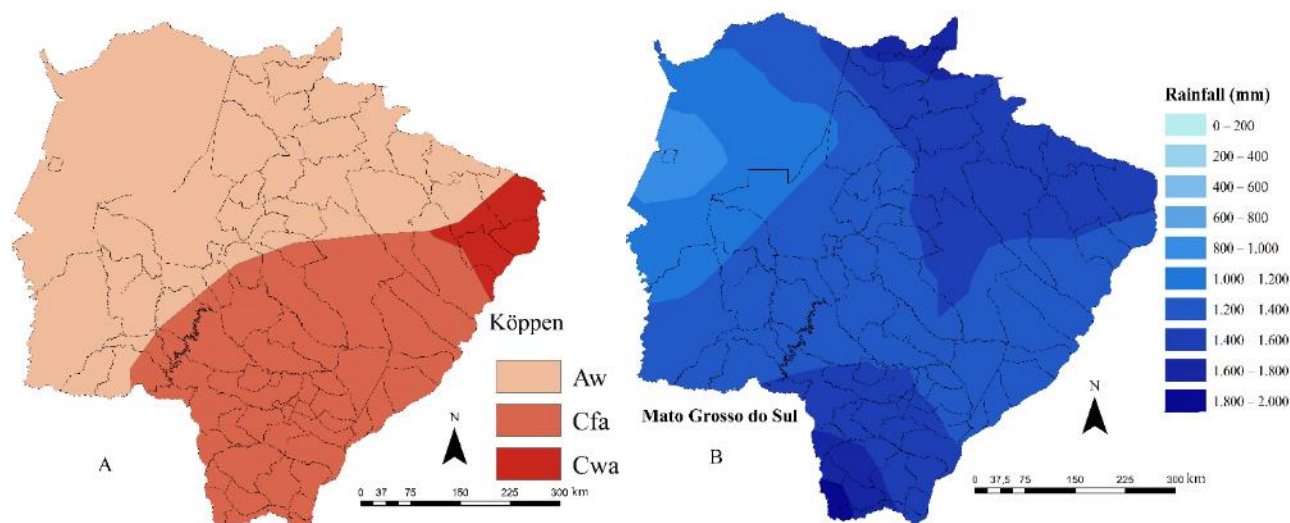 Köppen
Aw
Cfa
Cwa
A
N
0 37 75 150 225 300 km
Rainfall (mm)
0 – 200
200 – 400
400 – 600
600 – 800
800 – 1.000
1.000 1.200
1.200 1.400
1.400 1.600
1.600 – 1.800
1.800 – 2.000
Mato Grosso do Sul
B
N
0 37,5 75 150 225 300 km